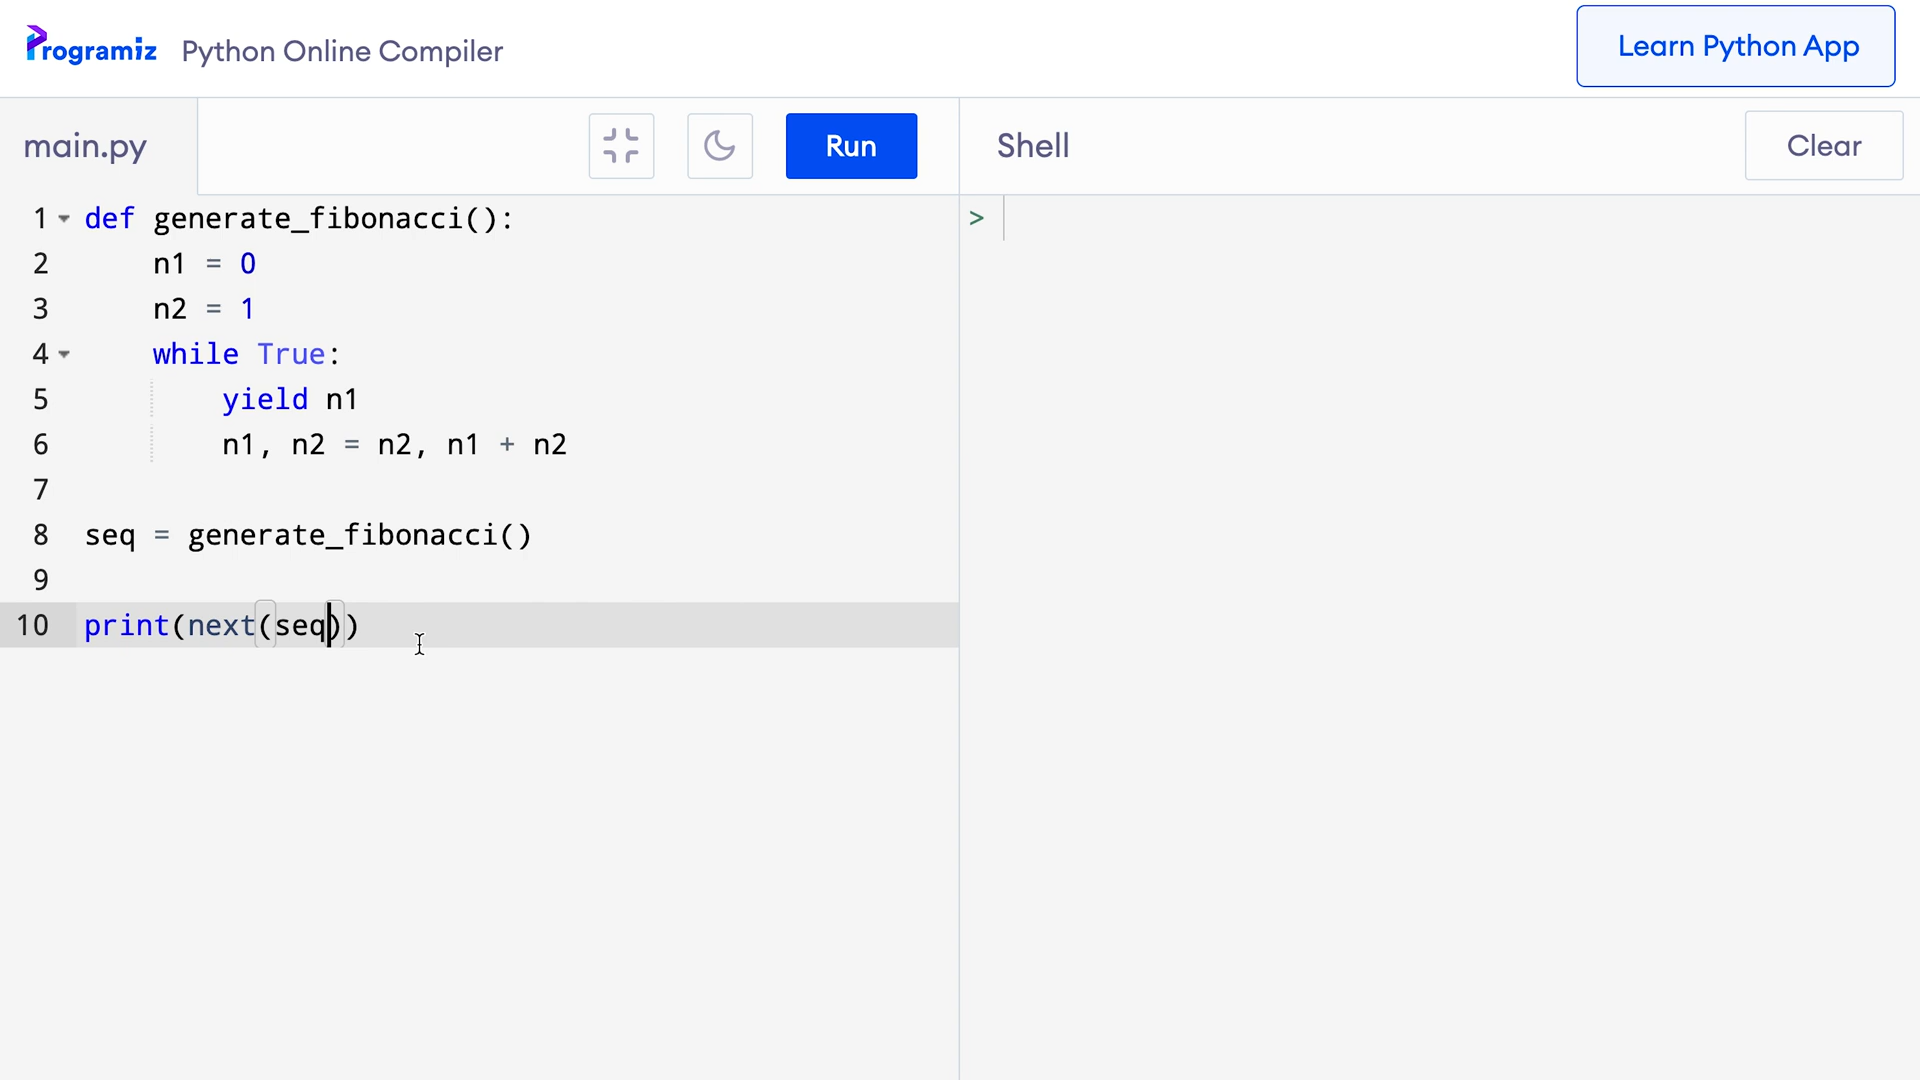 Programiz Python Online Compiler
Learn Python App
main.py
Run
Shell
Clear
1 def generate_fibonacci():
2     n1 = 0
3     n2 = 1
4     while True:
5         yield n1
6         n1, n2 = n2, n1 + n2
7
8 seq = generate_fibonacci()
9
10 print(next(seq))
>